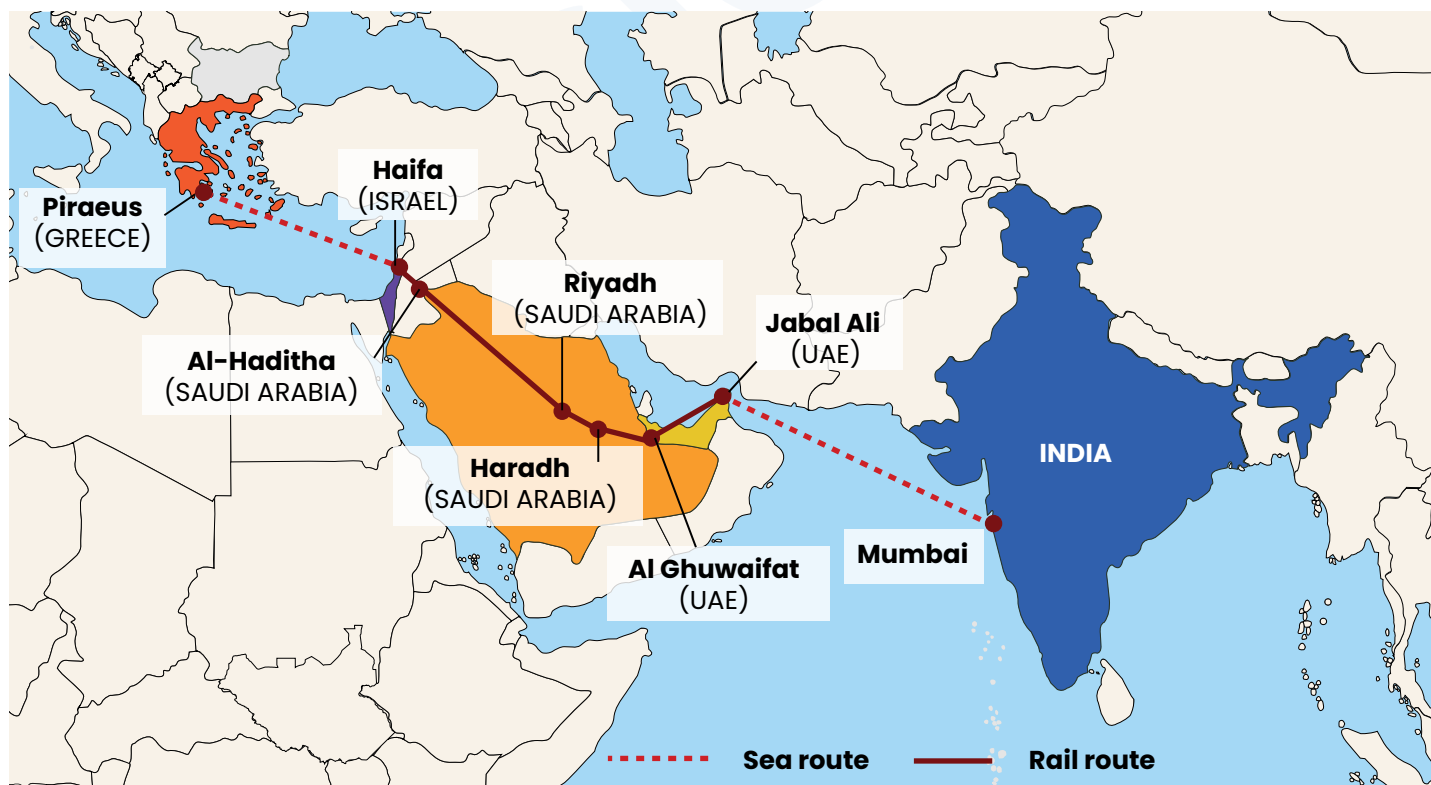 Haifa
(ISRAEL)
Piraeus
(GREECE)
Riyadh
(SAUDI ARABIA)
Jabal Ali
(UAE)
Al-Haditha
(SAUDI ARABIA)
INDIA
Haradh
(SAUDI ARABIA)
Mumbai
Al Ghuwaifat
(UAE)
Sea route
Rail route